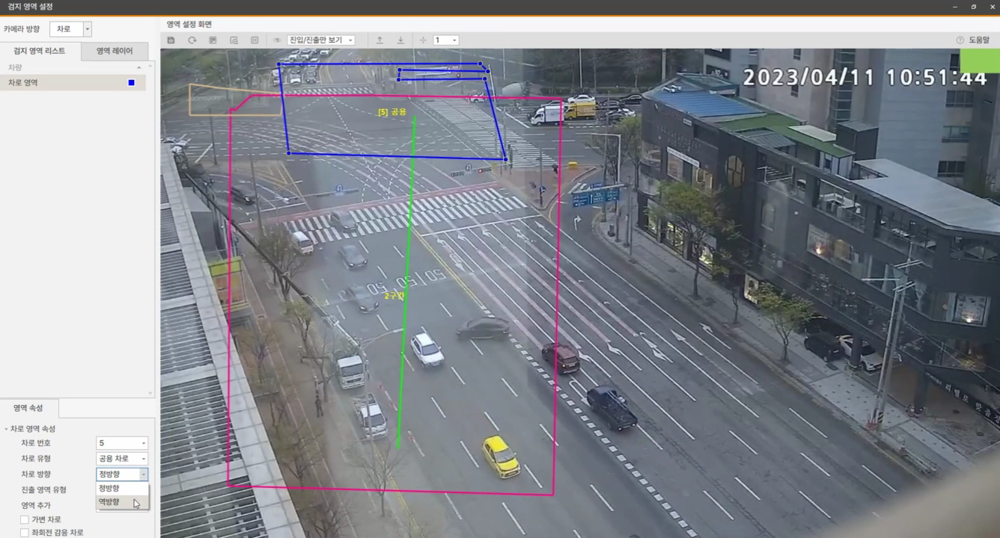 검지 영역 설정
카메라 방향 차로
영역 설정 화면
검지 영역 리스트 영역 레이어
진입/진출만 보기
1
도움말
차량
차로 영역
2023/04/11 10:51:44
[5] 공용
2구간
50 50 50
영역 속성
차로 영역 속성
차로 번호 5
차로 유형 공용 차로
차로 방향 정방향
정방향
진출 영역 유형
역방향
영역 추가
가변 차로
좌회전 감응 차로